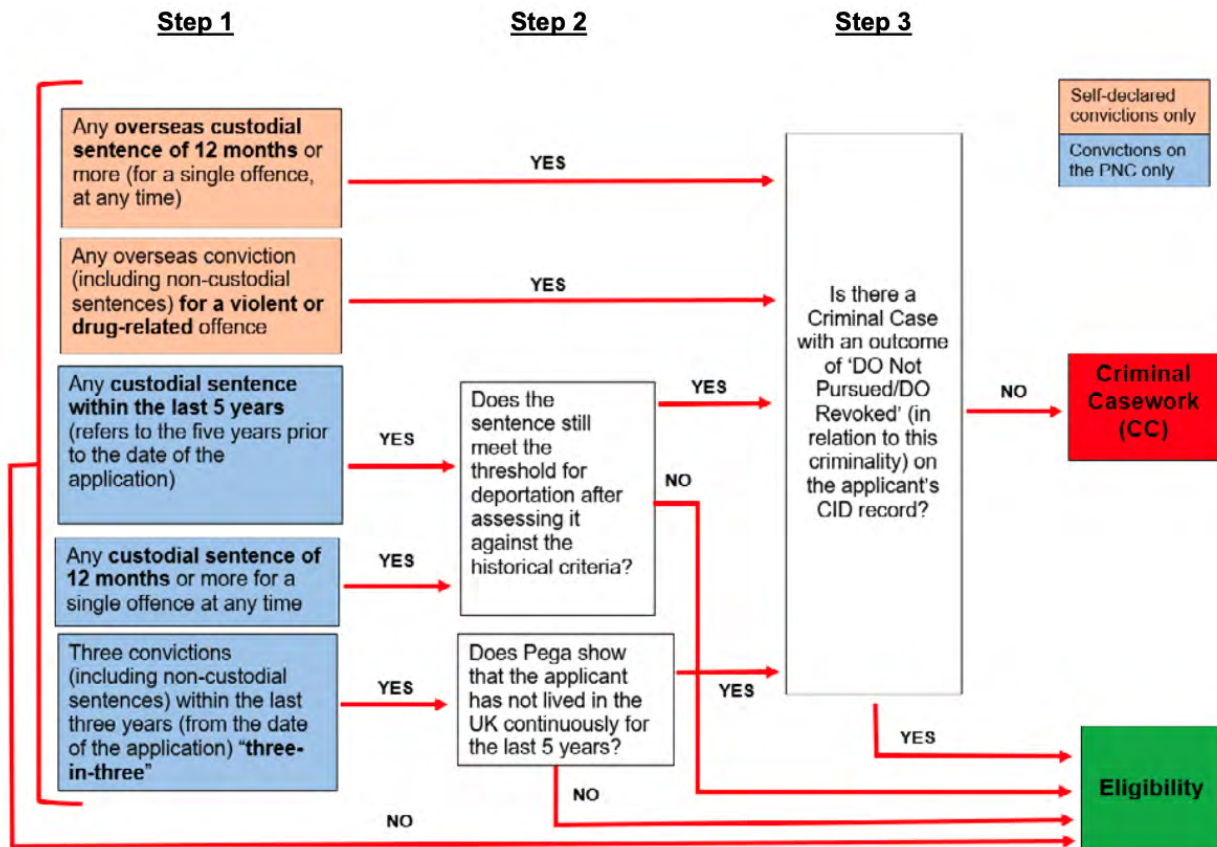 Step 1
Step 2
Step 3
Self-declared
convictions only
Convictions on
the PNC only
Any overseas custodial
sentence of 12 months or
more (for a single offence,
at any time)
YES
Any overseas conviction
(including non-custodial
sentences) for a violent or
drug-related offence
YES
Any custodial sentence
within the last 5 years
(refers to the five years prior
to the date of the
application)
YES
Any custodial sentence of
12 months or more for a
single offence at any time
YES
Three convictions
(including non-custodial
sentences) within the last
three years (from the date
of the application) “three-
in-three”
YES
Does the
sentence still
meet the
threshold for
deportation after
assessing it
against the
historical criteria?
YES
NO
Does Pega show
that the applicant
has not lived in the
UK continuously for
the last 5 years?
YES
NO
NO
Is there a
Criminal Case
with an outcome
of ‘DO Not
Pursued/DO
Revoked’ (in
relation to this
criminality) on
the applicant's
CID record?
NO
YES
Criminal
Casework
(CC)
Eligibility